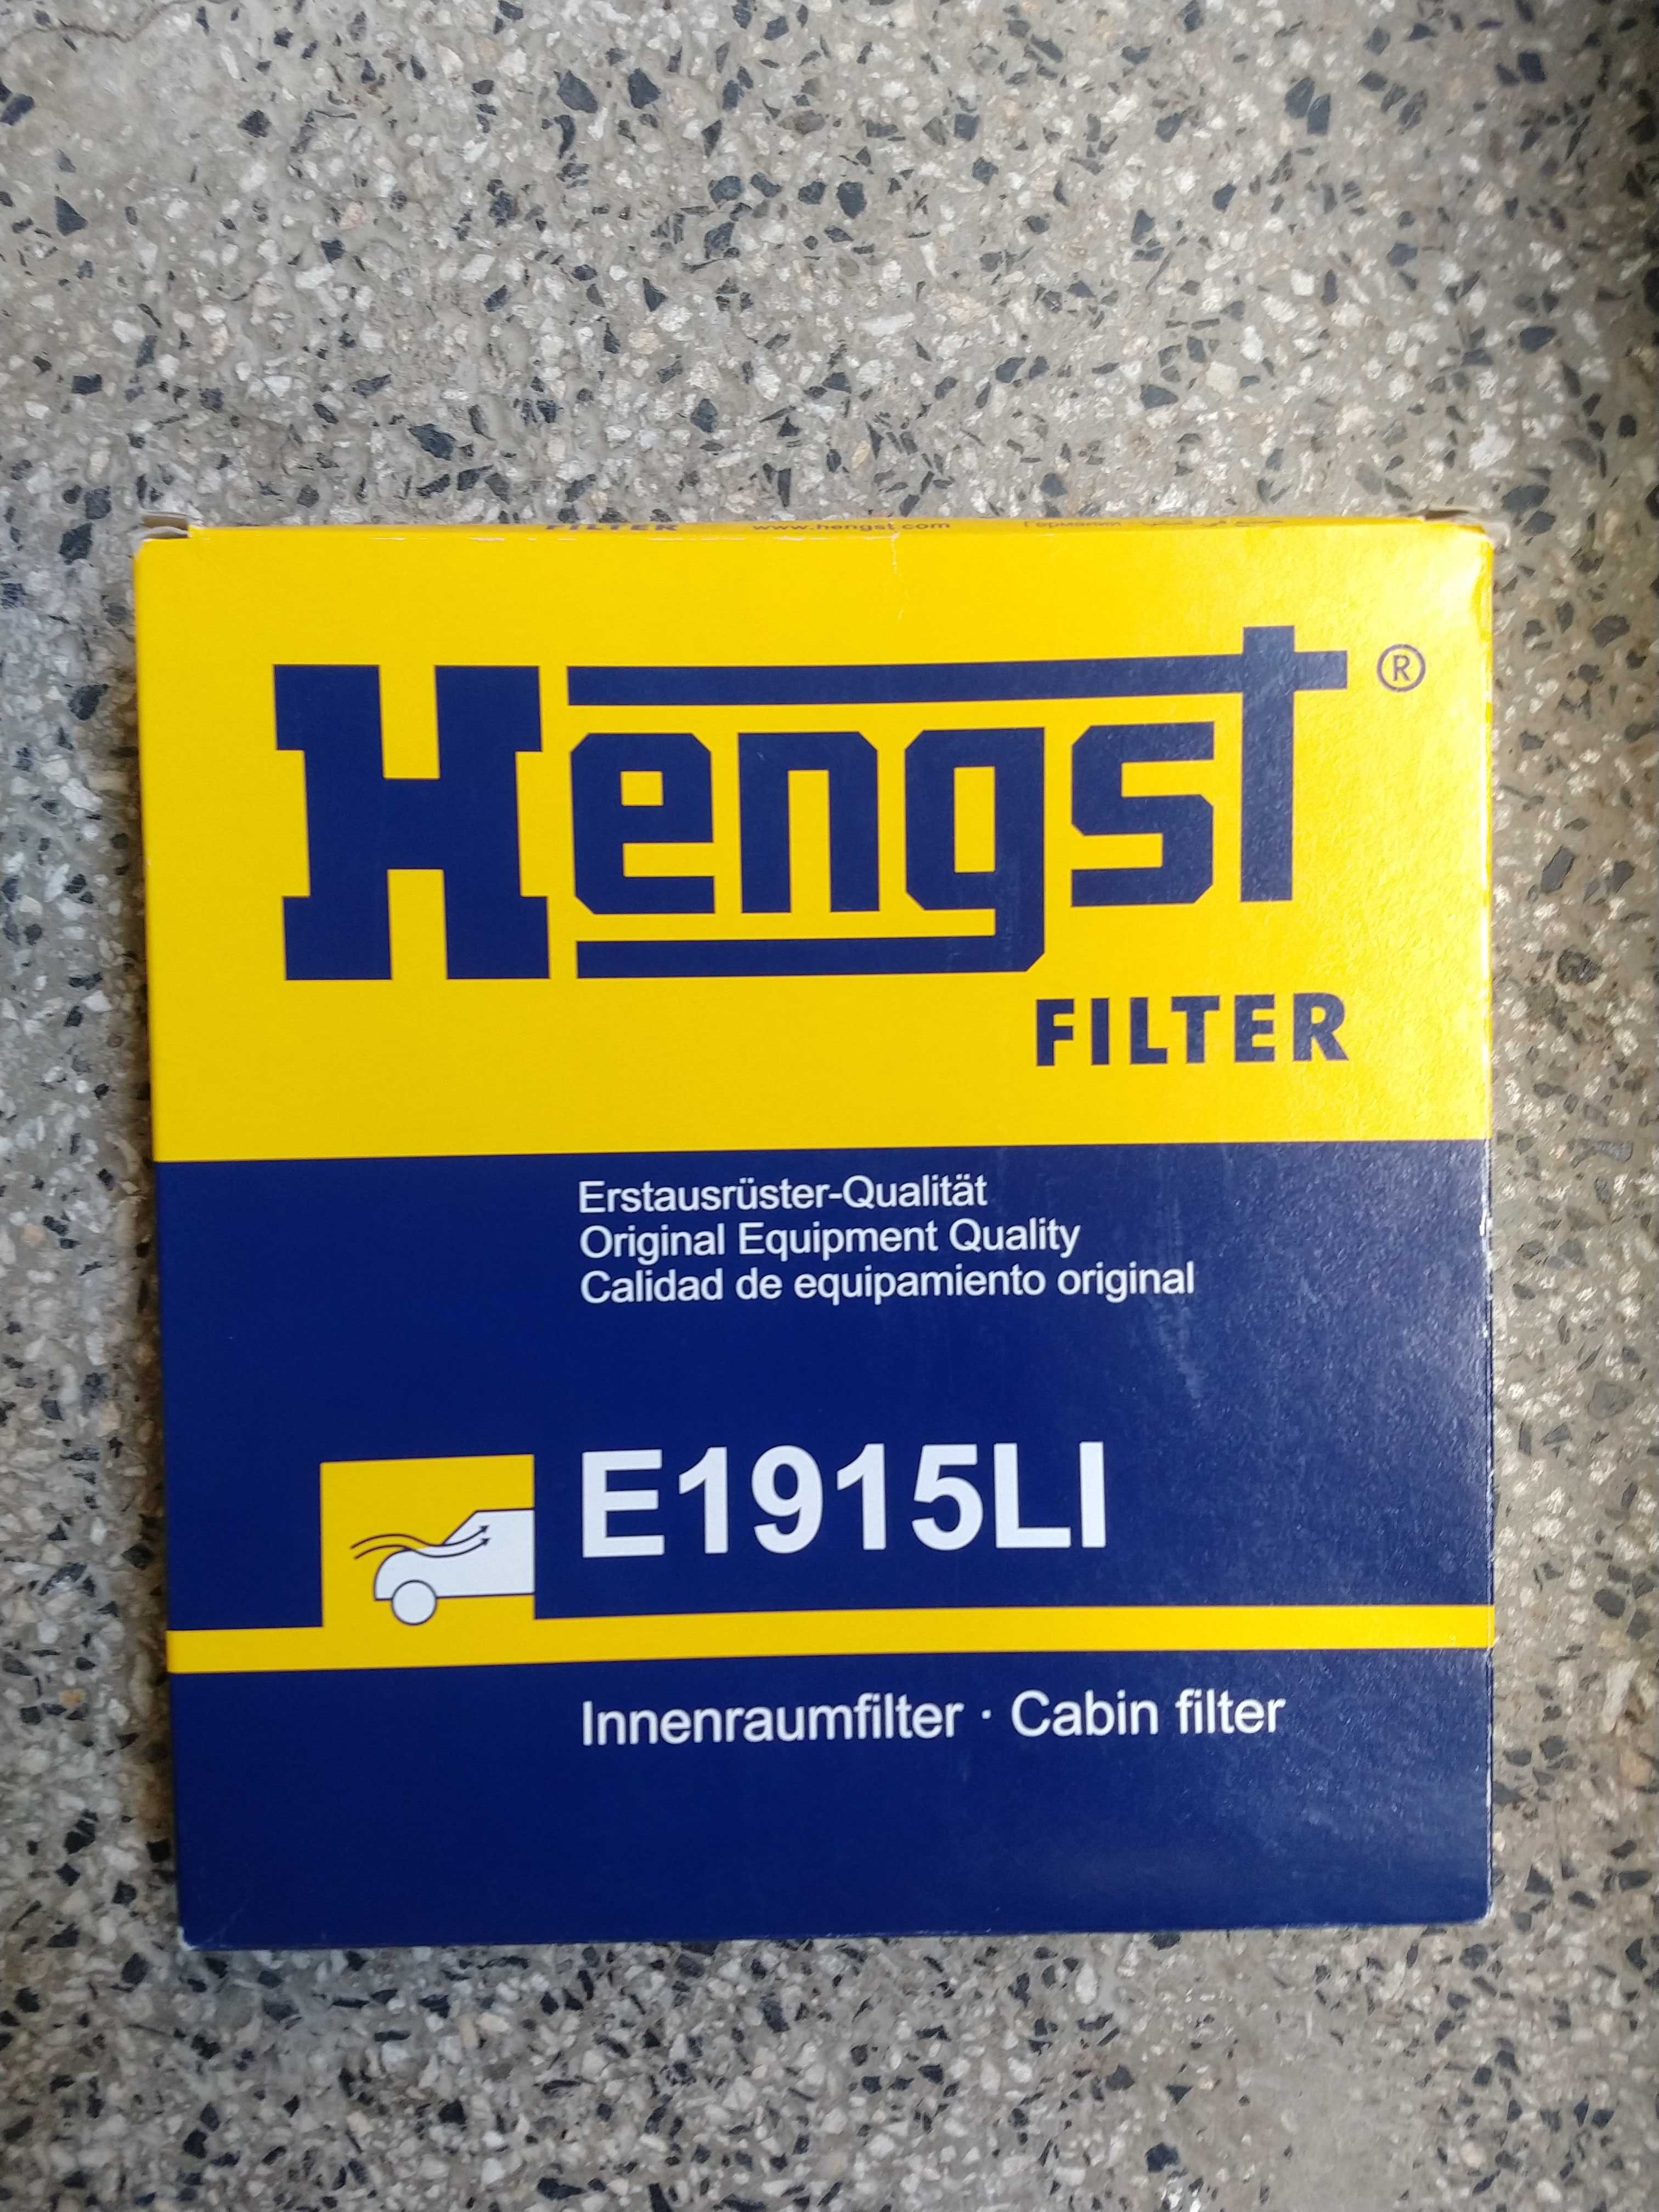 FILTER www.hengst.com
Hengst®
FILTER
Erstausrüster-Qualität
Original Equipment Quality
Calidad de equipamiento original
E1915LI
Innenraumfilter · Cabin filter